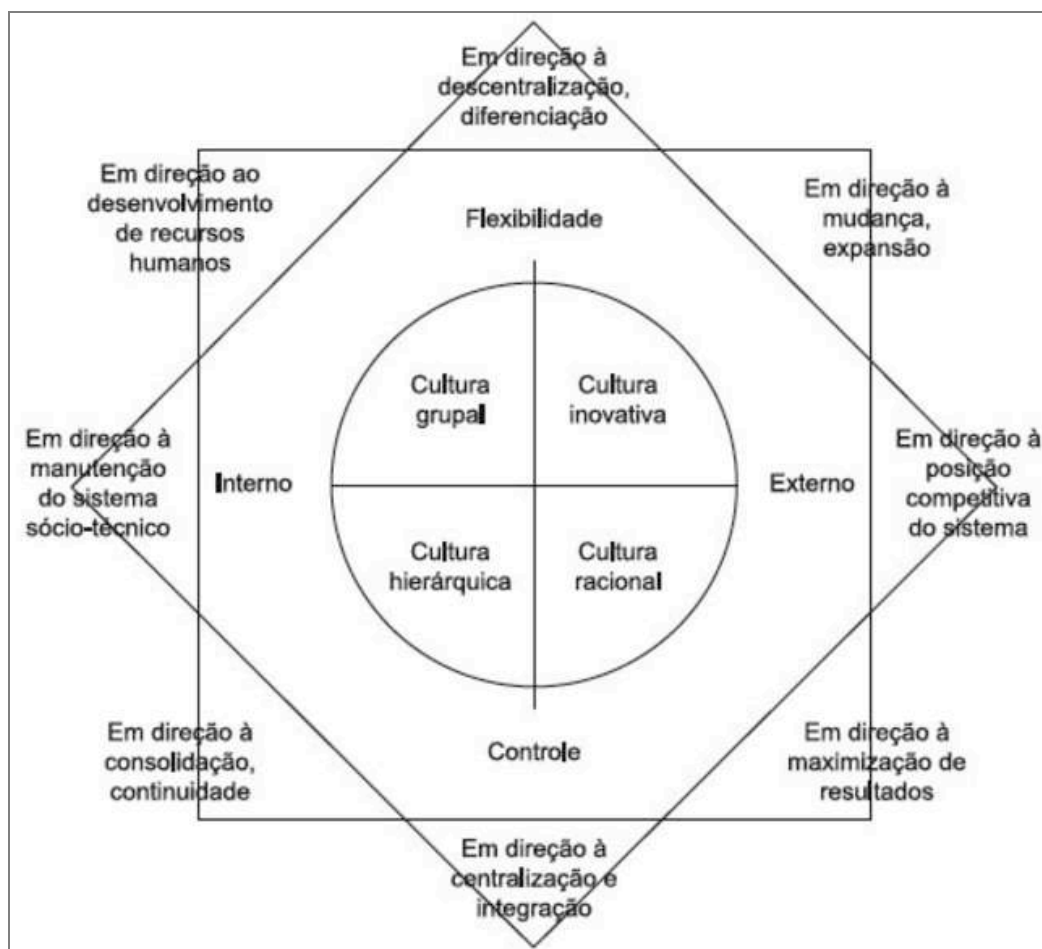 Em direção à
descentralização,
diferenciação
Em direção ao
desenvolvimento
de recursos
humanos
Em direção à
mudança,
expansão
Flexibilidade
Cultura
grupal
Cultura
inovativa
Em direção à
manutenção
do sistema
sócio-técnico
Interno
Externo
Em direção à
posição
competitiva
do sistema
Cultura
hierárquica
Cultura
racional
Em direção à
consolidação,
continuidade
Controle
Em direção à
maximização de
resultados
Em direção à
centralização e
integração